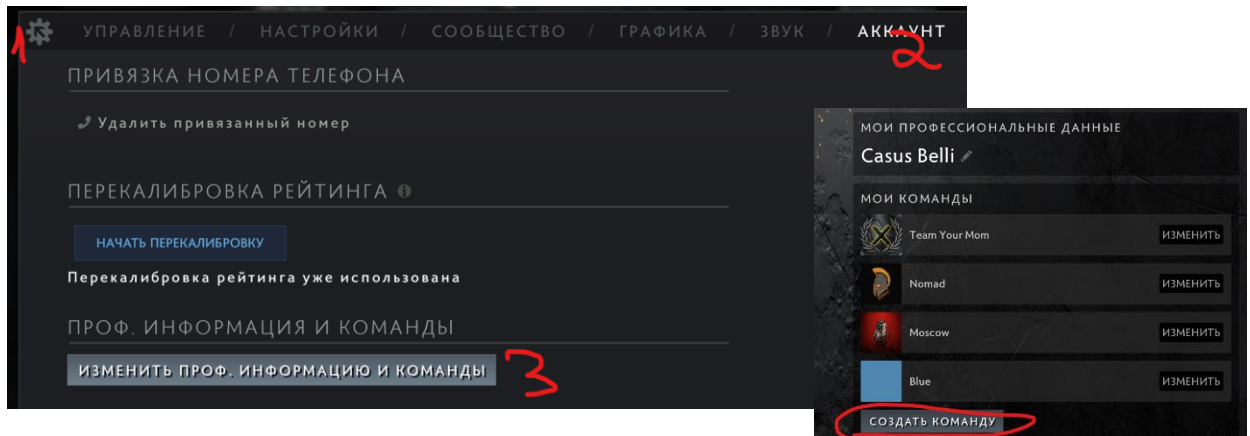 1
УПРАВЛЕНИЕ / НАСТРОЙКИ / СООБЩЕСТВО / ГРАФИКА / ЗВУК / АККАУНТ
2
ПРИВЯЗКА НОМЕРА ТЕЛЕФОНА
Удалить привязанный номер
ПЕРЕКАЛИБРОВКА РЕЙТИНГА
НАЧАТЬ ПЕРЕКАЛИБРОВКУ
Перекалибровка рейтинга уже использована
ПРОФ. ИНФОРМАЦИЯ И КОМАНДЫ
ИЗМЕНИТЬ ПРОФ. ИНФОРМАЦИЮ И КОМАНДЫ
3
МОИ ПРОФЕССИОНАЛЬНЫЕ ДАННЫЕ
Casus Belli
МОИ КОМАНДЫ
Team Your Mom ИЗМЕНИТЬ
Nomad ИЗМЕНИТЬ
Moscow ИЗМЕНИТЬ
Blue ИЗМЕНИТЬ
СОЗДАТЬ КОМАНДУ